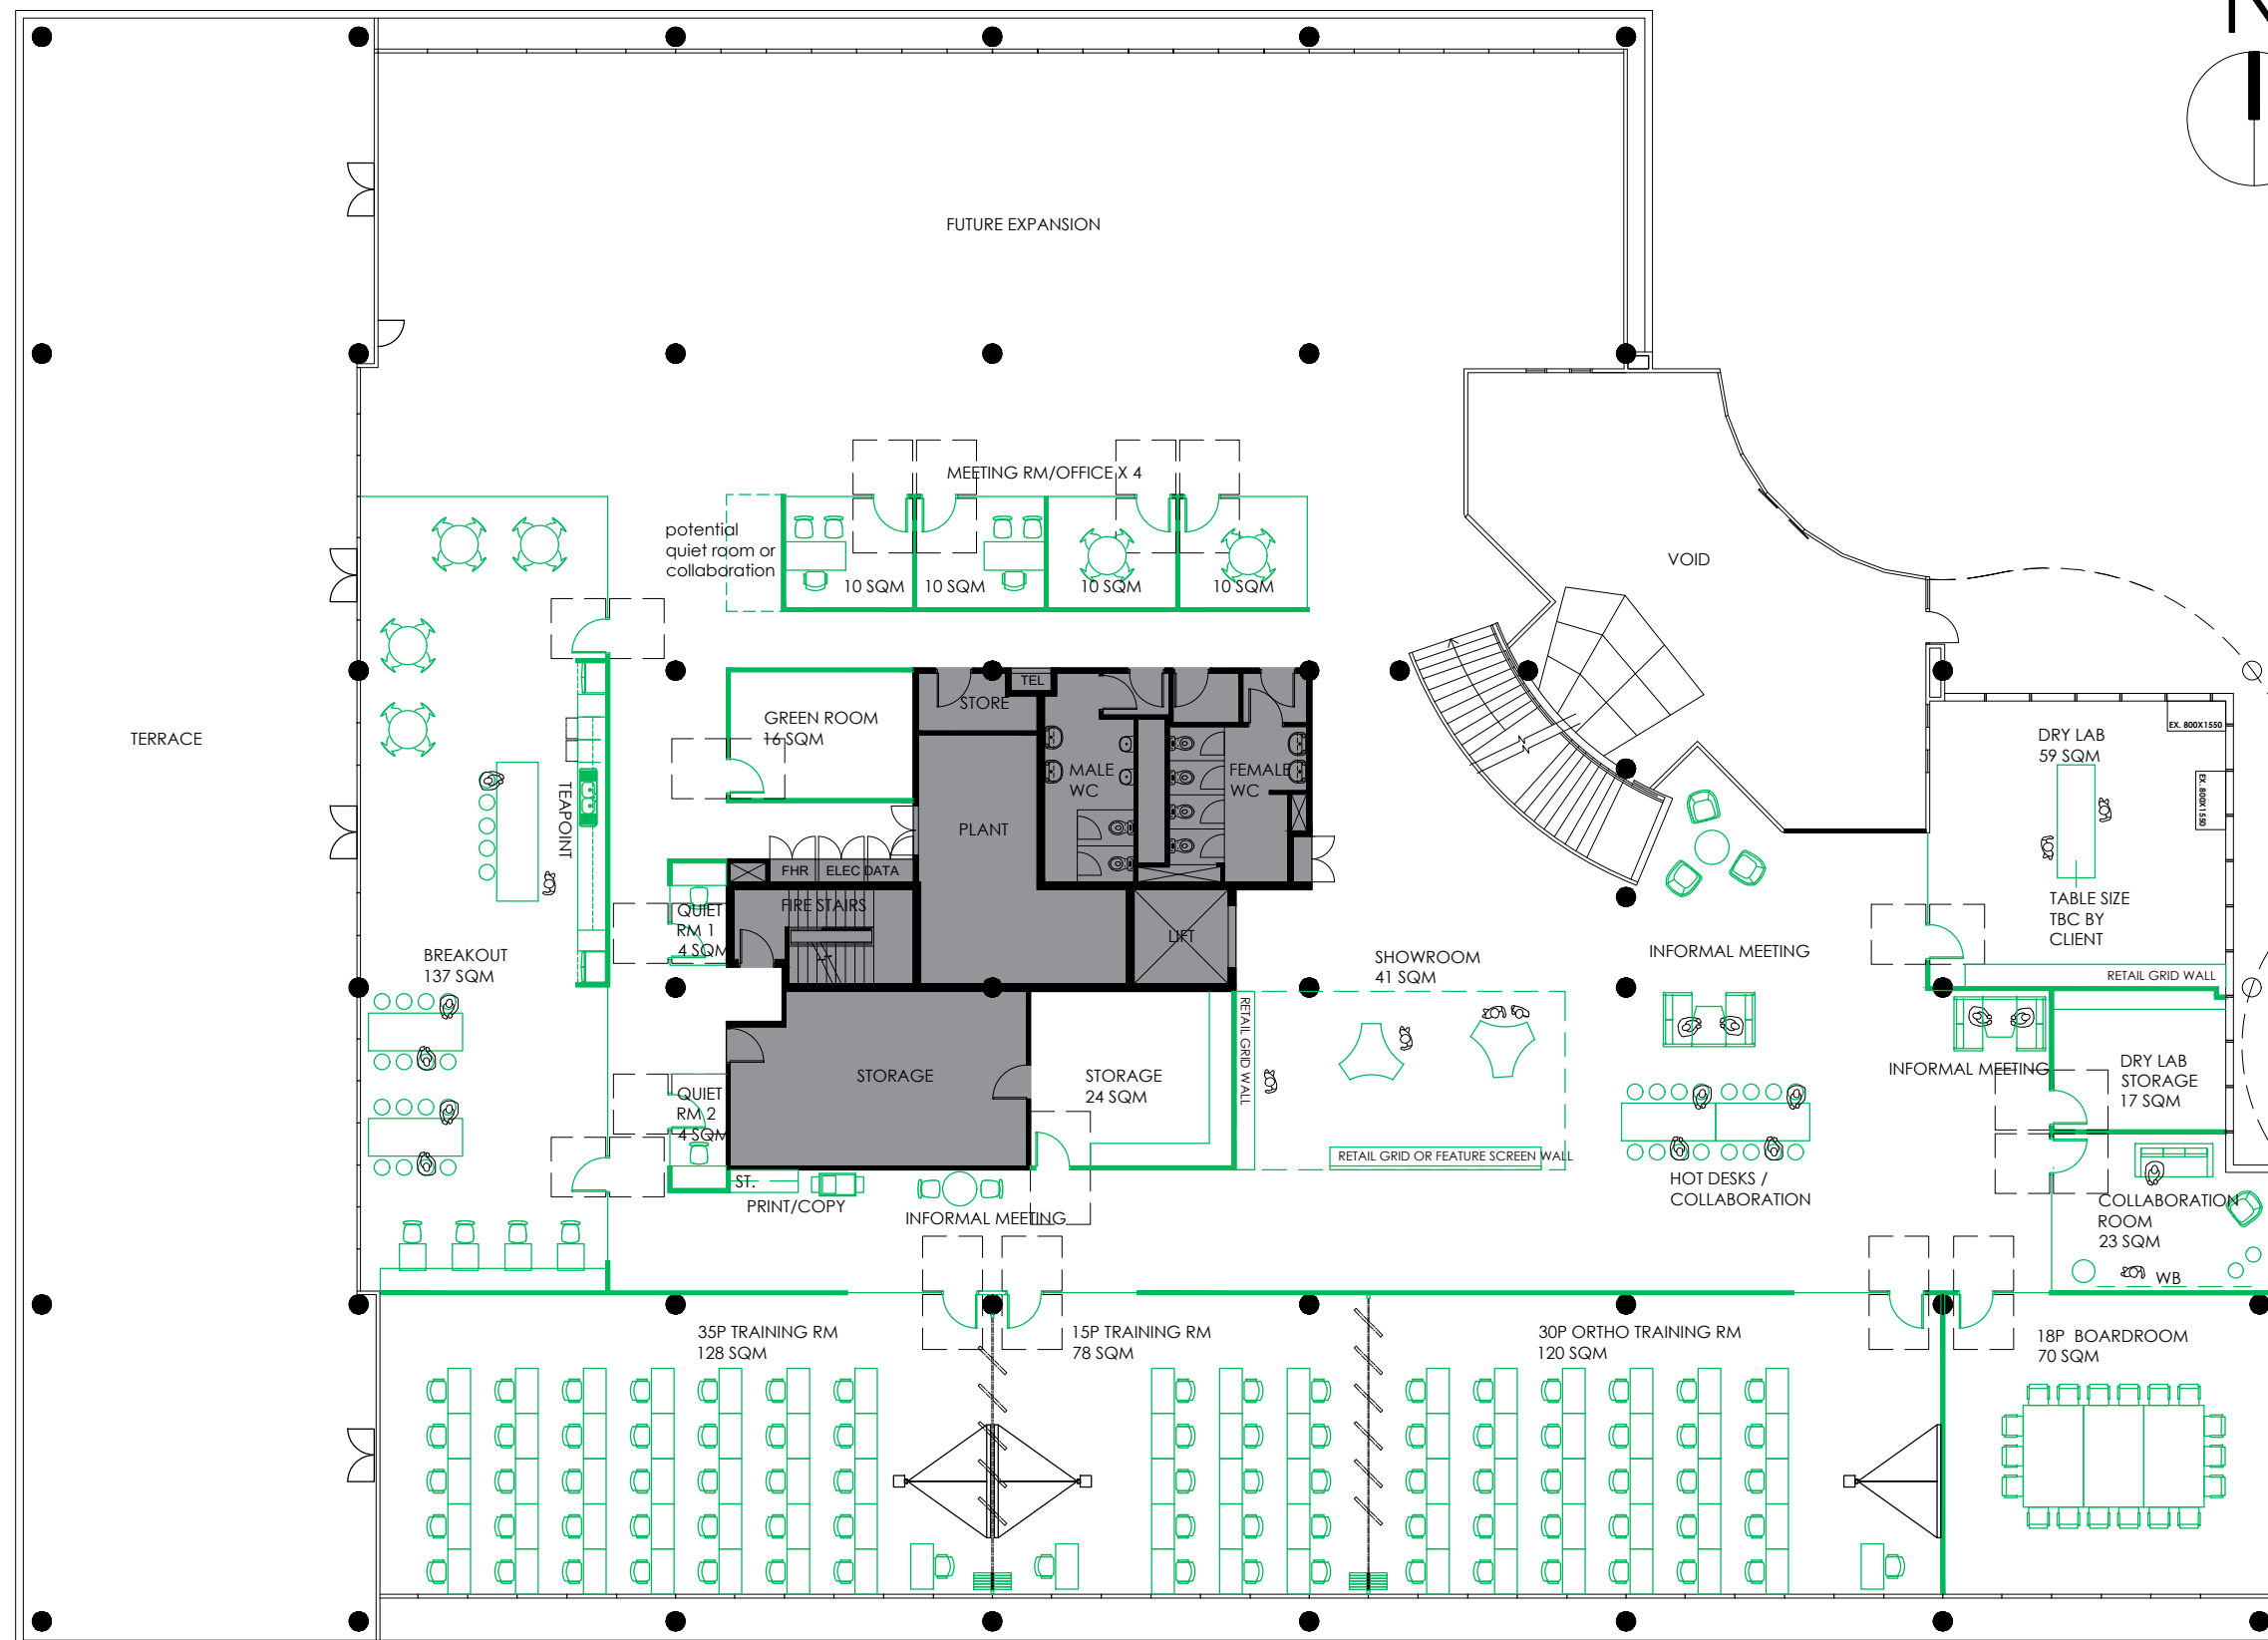 N
FUTURE EXPANSION
MEETING RM/OFFICE X 4
potential
quiet room or
collaboration
10 SQM
10 SQM
10 SQM
10 SQM
VOID
TERRACE
GREEN ROOM
16 SQM
STORE
TEL
MALE
WC
FEMALE
WC
PLANT
TEAPOINT
FHR
ELEC DATA
FIRE STAIRS
LIFT
QUIET
RM 1
4 SQM
BREAKOUT
137 SQM
DRY LAB
59 SQM
EX. 800X1550
EX. 800X1550
TABLE SIZE
TBC BY
CLIENT
RETAIL GRID WALL
SHOWROOM
41 SQM
INFORMAL MEETING
RETAIL GRID WALL
STORAGE
STORAGE
24 SQM
QUIET
RM 2
4 SQM
INFORMAL MEETING
DRY LAB
STORAGE
17 SQM
RETAIL GRID OR FEATURE SCREEN WALL
HOT DESKS /
COLLABORATION
ST.
PRINT/COPY
INFORMAL MEETING
COLLABORATION
ROOM
23 SQM
WB
35P TRAINING RM
128 SQM
15P TRAINING RM
78 SQM
30P ORTHO TRAINING RM
120 SQM
18P BOARDROOM
70 SQM